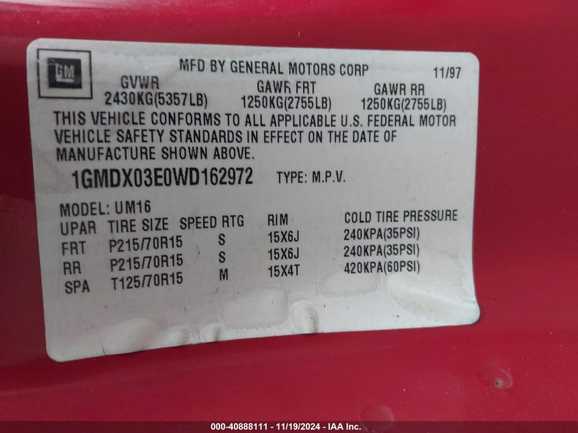 GM
MFD BY GENERAL MOTORS CORP 11/97
GVWR GAWR FRT GAWR RR
2430KG(5357LB) 1250KG(2755LB) 1250KG(2755LB)
THIS VEHICLE CONFORMS TO ALL APPLICABLE U.S. FEDERAL MOTOR
VEHICLE SAFETY STANDARDS IN EFFECT ON THE DATE OF
MANUFACTURE SHOWN ABOVE.
1GMDX03E0WD162972 TYPE: M.P.V.
MODEL: UM16
UPAR TIRE SIZE SPEED RTG RIM COLD TIRE PRESSURE
FRT P215/70R15 S 15X6J 240KPA(35PSI)
RR P215/70R15 S 15X6J 240KPA(35PSI)
SPA T125/70R15 M 15X4T 420KPA(60PSI)
000-40888111 - 11/19/2024 - IAA Inc.